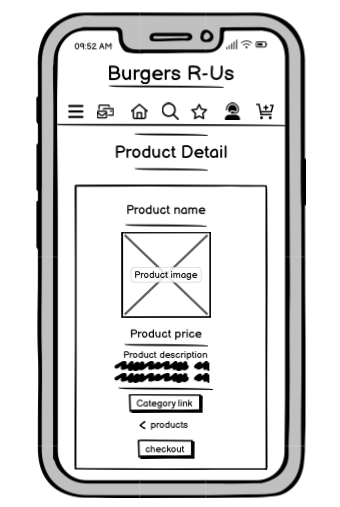 09:52 AM
Burgers R-Us
Product Detail
Product name
Product image
Product price
Product description
Category link
< products
checkout